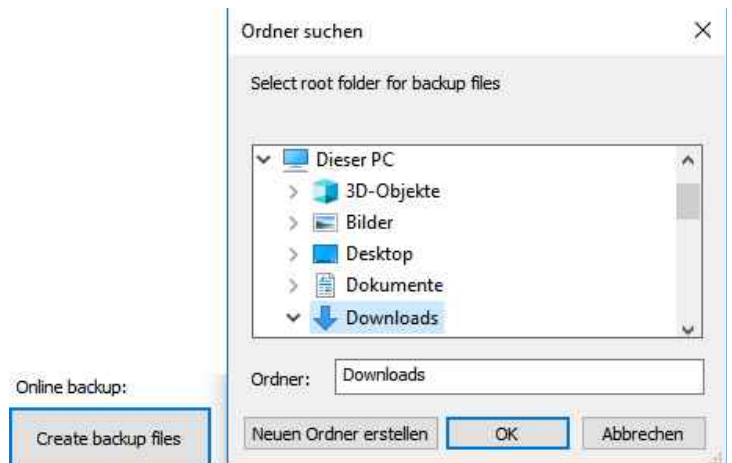 Ordner suchen
Select root folder for backup files
Dieser PC
3D-Objekte
Bilder
Desktop
Dokumente
Downloads
Ordner: Downloads
Online backup:
Create backup files
Neuen Ordner erstellen OK Abbrechen